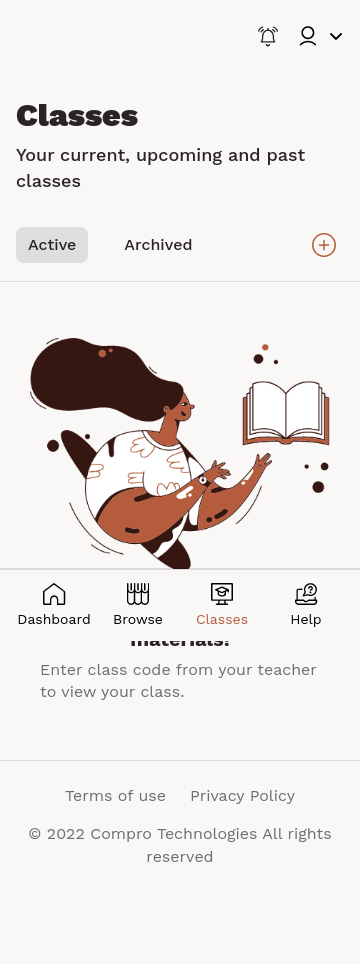 Classes
Your current, upcoming and past
classes
Active
Archived
Dashboard
Browse
Classes
Help
materials!
Enter class code from your teacher
to view your class.
Terms of use
Privacy Policy
© 2022 Compro Technologies All rights
reserved